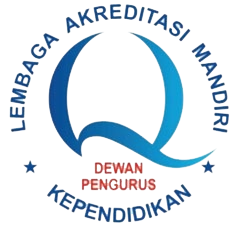 LEMBAGA AKREDITASI MANDIRI
DEWAN
PENGURUS
KEPENDIDIKAN